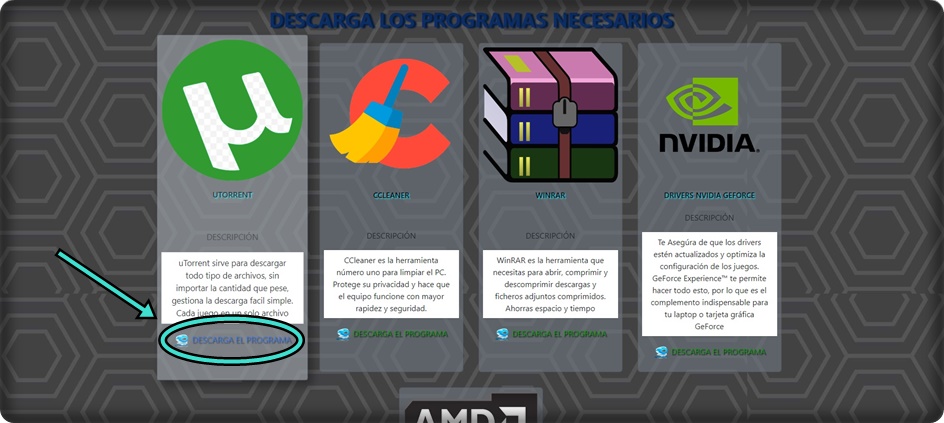 DESCARGA LOS PROGRAMAS NECESARIOS
µ
UTORRENT
DESCRIPCIÓN
uTorrent sirve para descargar
todo tipo de archivos, sin
importar la cantidad que pese,
gestiona la descarga facil simple.
Cada juego en un solo archivo
DESCARGA EL PROGRAMA
CCLEANER
DESCRIPCIÓN
CCleaner es la herramienta
número uno para limpiar el PC.
Protege su privacidad y hace que
el equipo funcione con mayor
rapidez y seguridad.
DESCARGA EL PROGRAMA
WINRAR
DESCRIPCIÓN
WinRAR es la herramienta que
necesitas para abrir, comprimir y
descomprimir descargas y
ficheros adjuntos comprimidos.
Ahorras espacio y tiempo
DESCARGA EL PROGRAMA
NVIDIA.
DRIVERS NVIDIA GEFORCE
DESCRIPCIÓN
Te Asegúra de que los drivers
estén actualizados y optimiza la
configuración de los juegos.
GeForce Experience™ te permite
hacer todo esto, por lo que es el
complemento indispensable para
tu laptop o tarjeta gráfica
GeForce
DESCARGA EL PROGRAMA
AMD